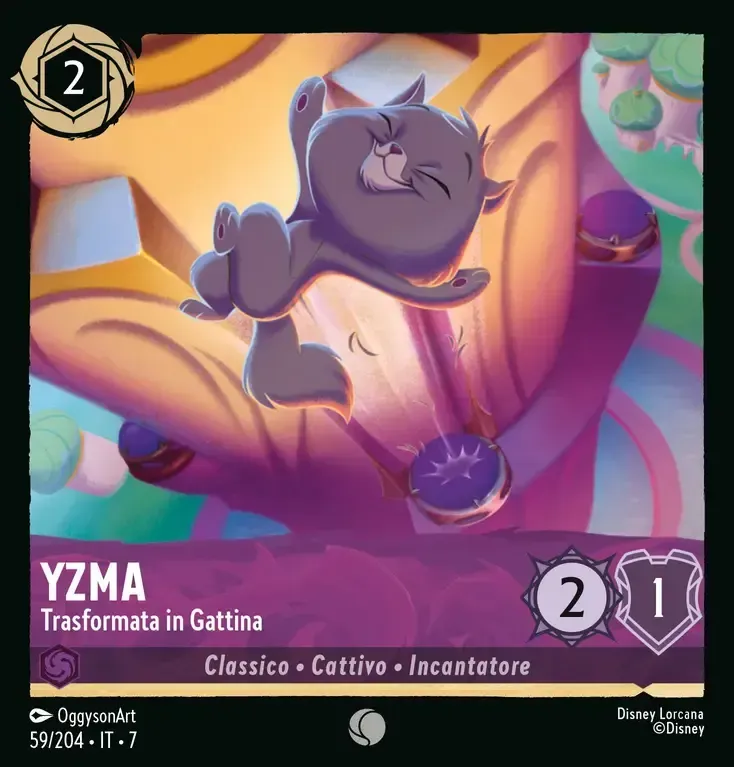 2
YZMA
Trasformata in Gattina
2
1
Classico • Cattivo • Incantatore
OggysonArt
59/204 • IT • 7
Disney Lorcana
©Disney